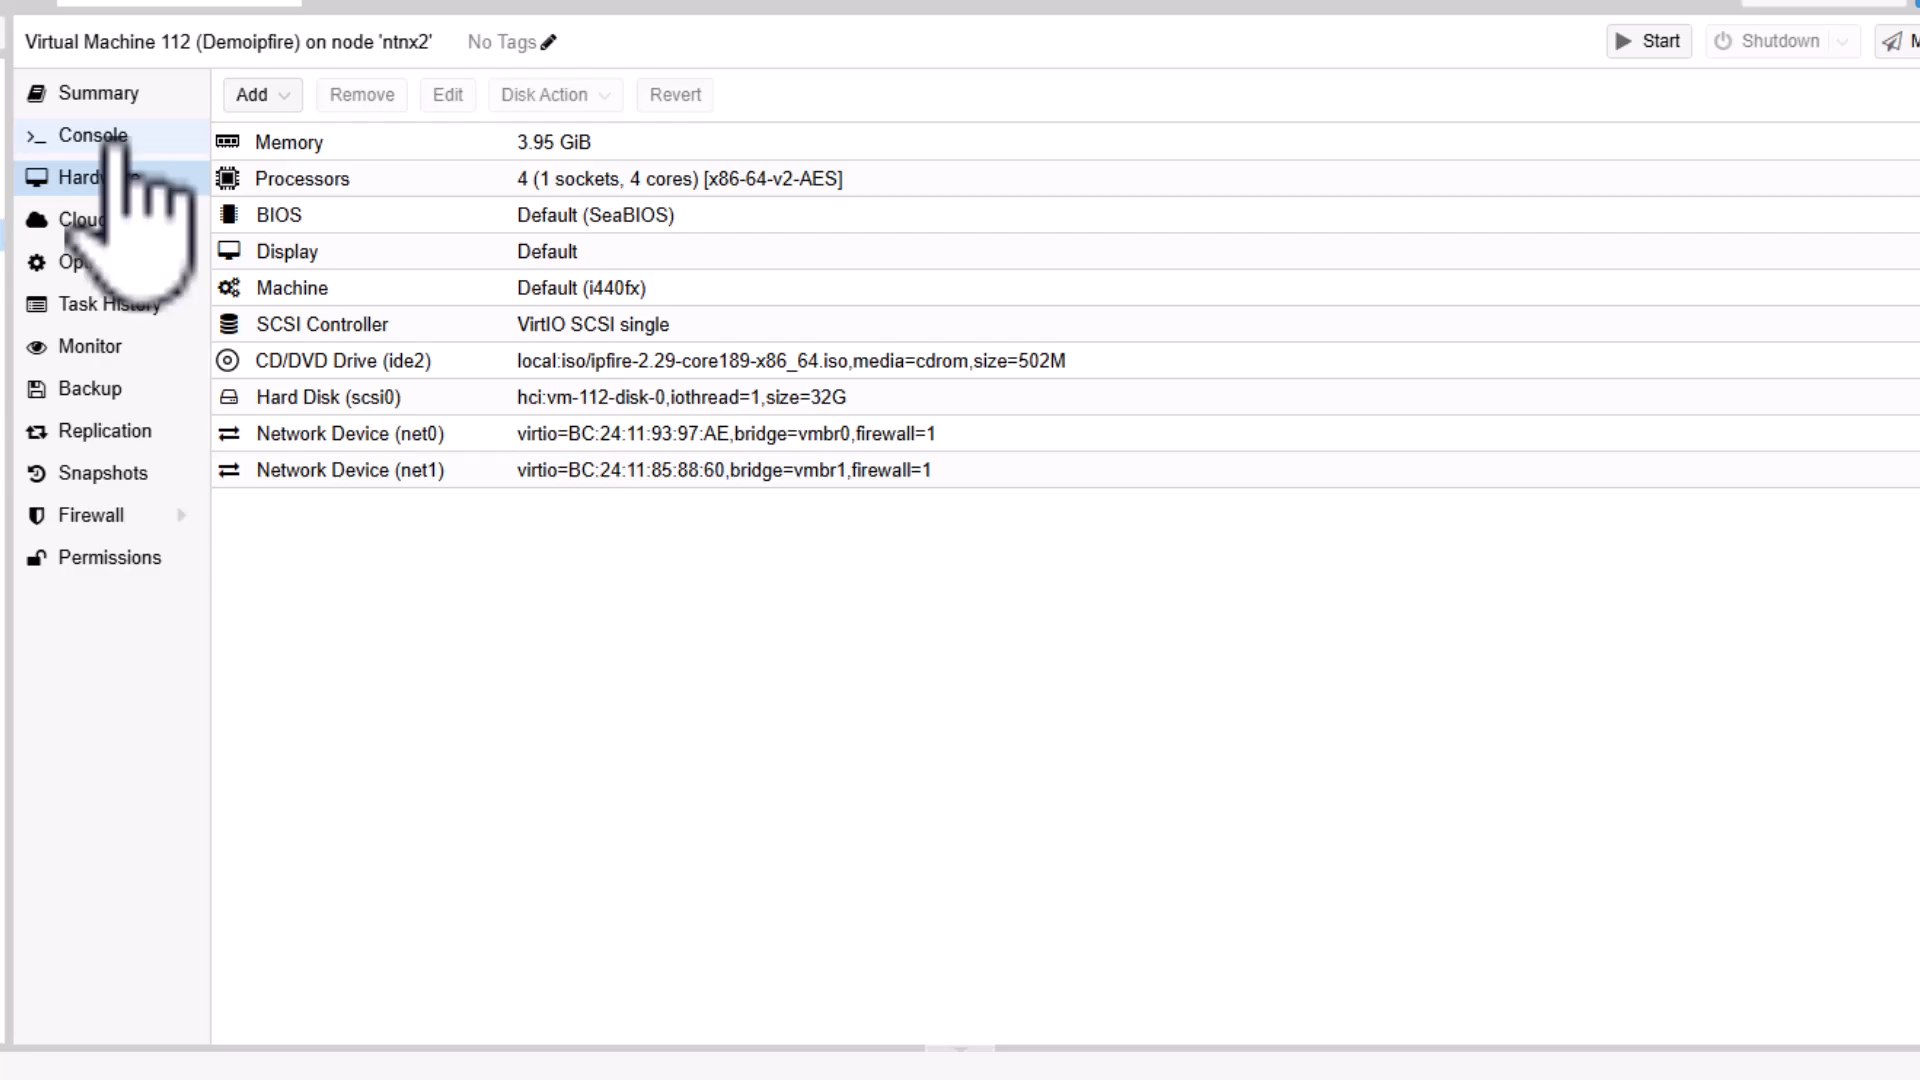 Virtual Machine 112 (Demoipfire) on node 'ntnx2' No Tags Start Shutdown
Summary
Console
Add Remove Edit Disk Action Revert
Memory 3.95 GiB
Processors 4 (1 sockets, 4 cores) [x86-64-v2-AES]
BIOS Default (SeaBIOS)
Display Default
Machine Default (i440fx)
SCSI Controller VirtIO SCSI single
CD/DVD Drive (ide2) local:iso/ipfire-2.29-core189-x86_64.iso,media=cdrom,size=502M
Hard Disk (scsi0) hci:vm-112-disk-0,iothread=1,size=32G
Network Device (net0) virtio=BC:24:11:93:97:AE,bridge=vmbr0,firewall=1
Network Device (net1) virtio=BC:24:11:85:88:60,bridge=vmbr1,firewall=1
Task History
Monitor
Backup
Replication
Snapshots
Firewall
Permissions